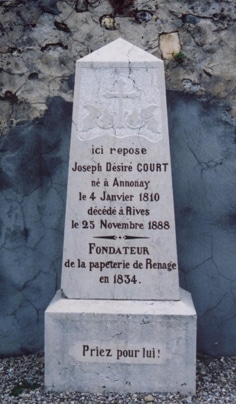 ici repose
Joseph Désiré COURT
né à Annonay
le 4 Janvier 1810
décédé à Rives
le 25 Novembre 1888
FONDATEUR
de la papeterie de Renage
en 1834.
Priez pour lui!